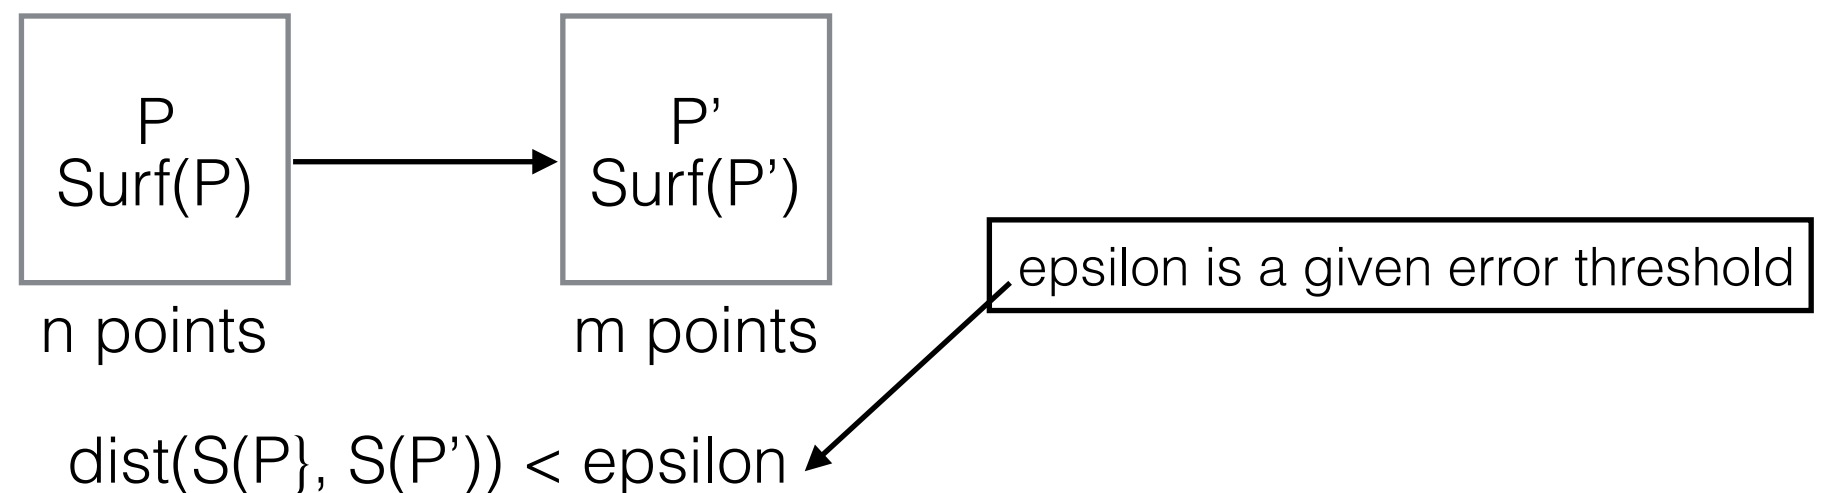 P
Surf(P)
P’
Surf(P’)
n points
m points
epsilon is a given error threshold
dist(S(P}, S(P’)) < epsilon